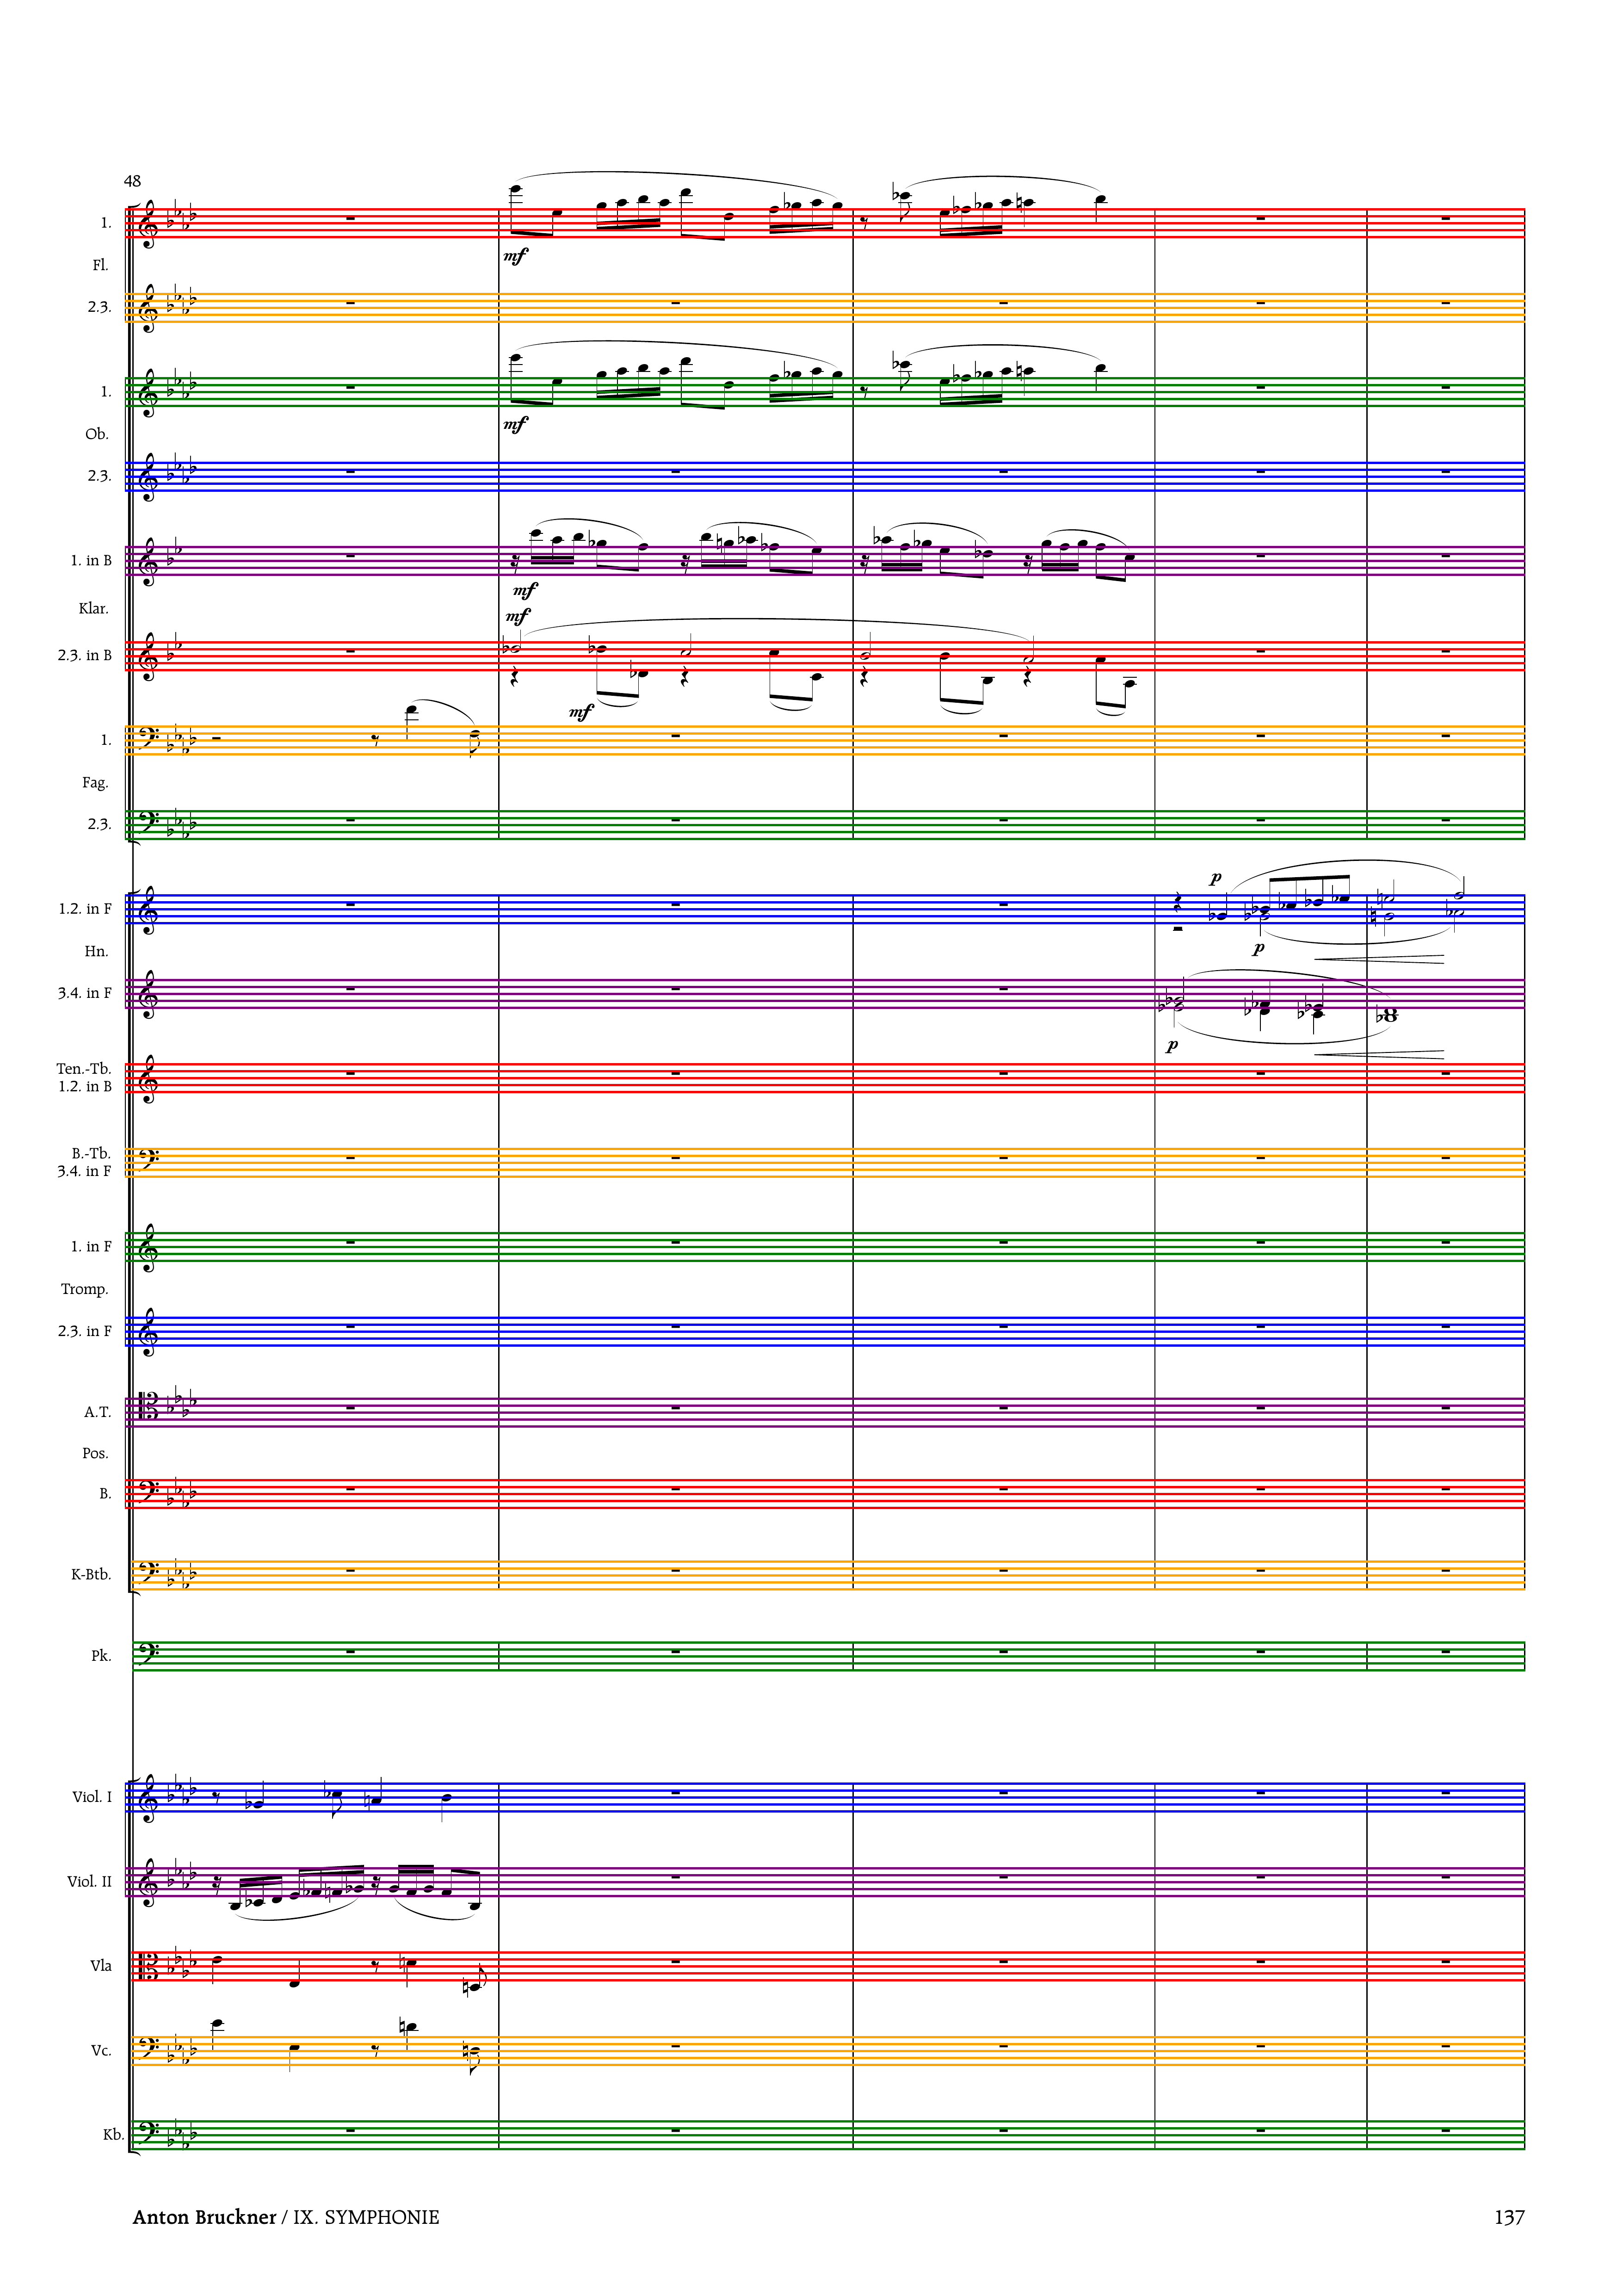 48
1.
Fl.
2.3.
mf
1.
Ob.
2.3.
mf
1. in B
Klar.
2.3. in B
mf
mf
mf
1.
Fag.
2.3.
1.2. in F
Hn.
3.4. in F
p
p
p
Ten.-Tb.
1.2. in B
B.-Tb.
3.4. in F
1. in F
Tromp.
2.3. in F
A.T.
Pos.
B.
K-Btb.
Pk.
Viol. I
Viol. II
Vla
Vc.
Kb.
Anton Bruckner / IX. SYMPHONIE
137